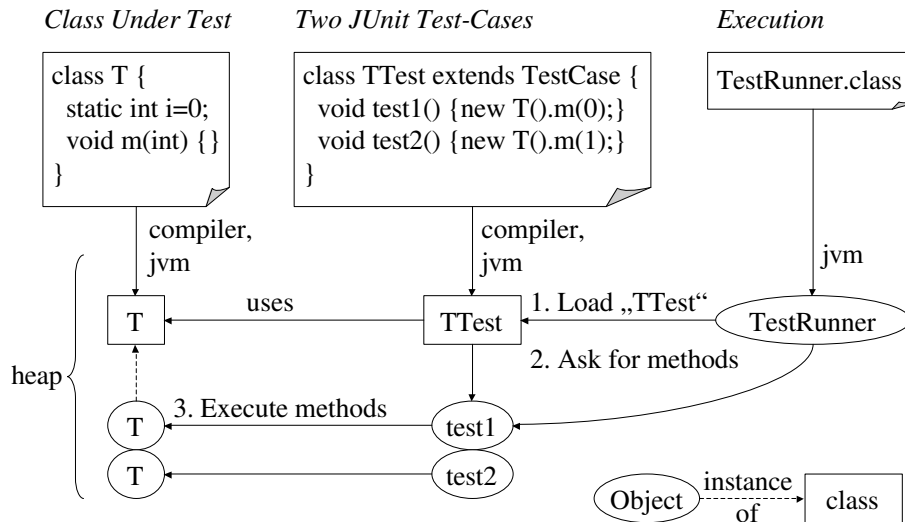 Class Under Test
Two JUnit Test-Cases
Execution
class T {
static int i=0;
void m(int) {}
}
class TTest extends TestCase {
void test1() {new T().m(0);}
void test2() {new T().m(1);}
}
TestRunner.class
compiler,
jvm
compiler,
jvm
jvm
T
uses
TTest
1. Load „TTest“
TestRunner
2. Ask for methods
heap
T
3. Execute methods
test1
T
test2
Object
instance
of
class